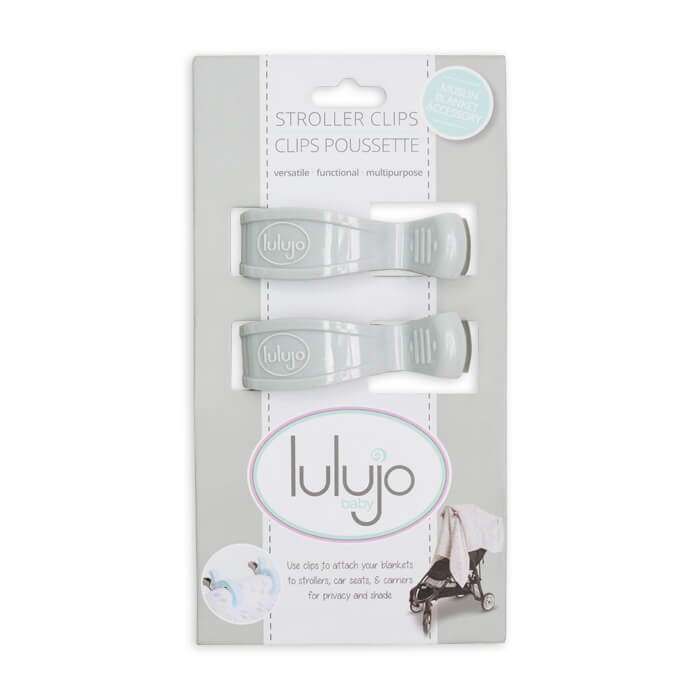 STROLLER CLIPS
CLIPS POUSSETTE
versatile · functional · multipurpose
MUSLIN
BLANKET
ACCESSORY
lulujo
lulujo
lulujo
baby
Use clips to attach your blankets
to strollers, car seats, & carriers
for privacy and shade